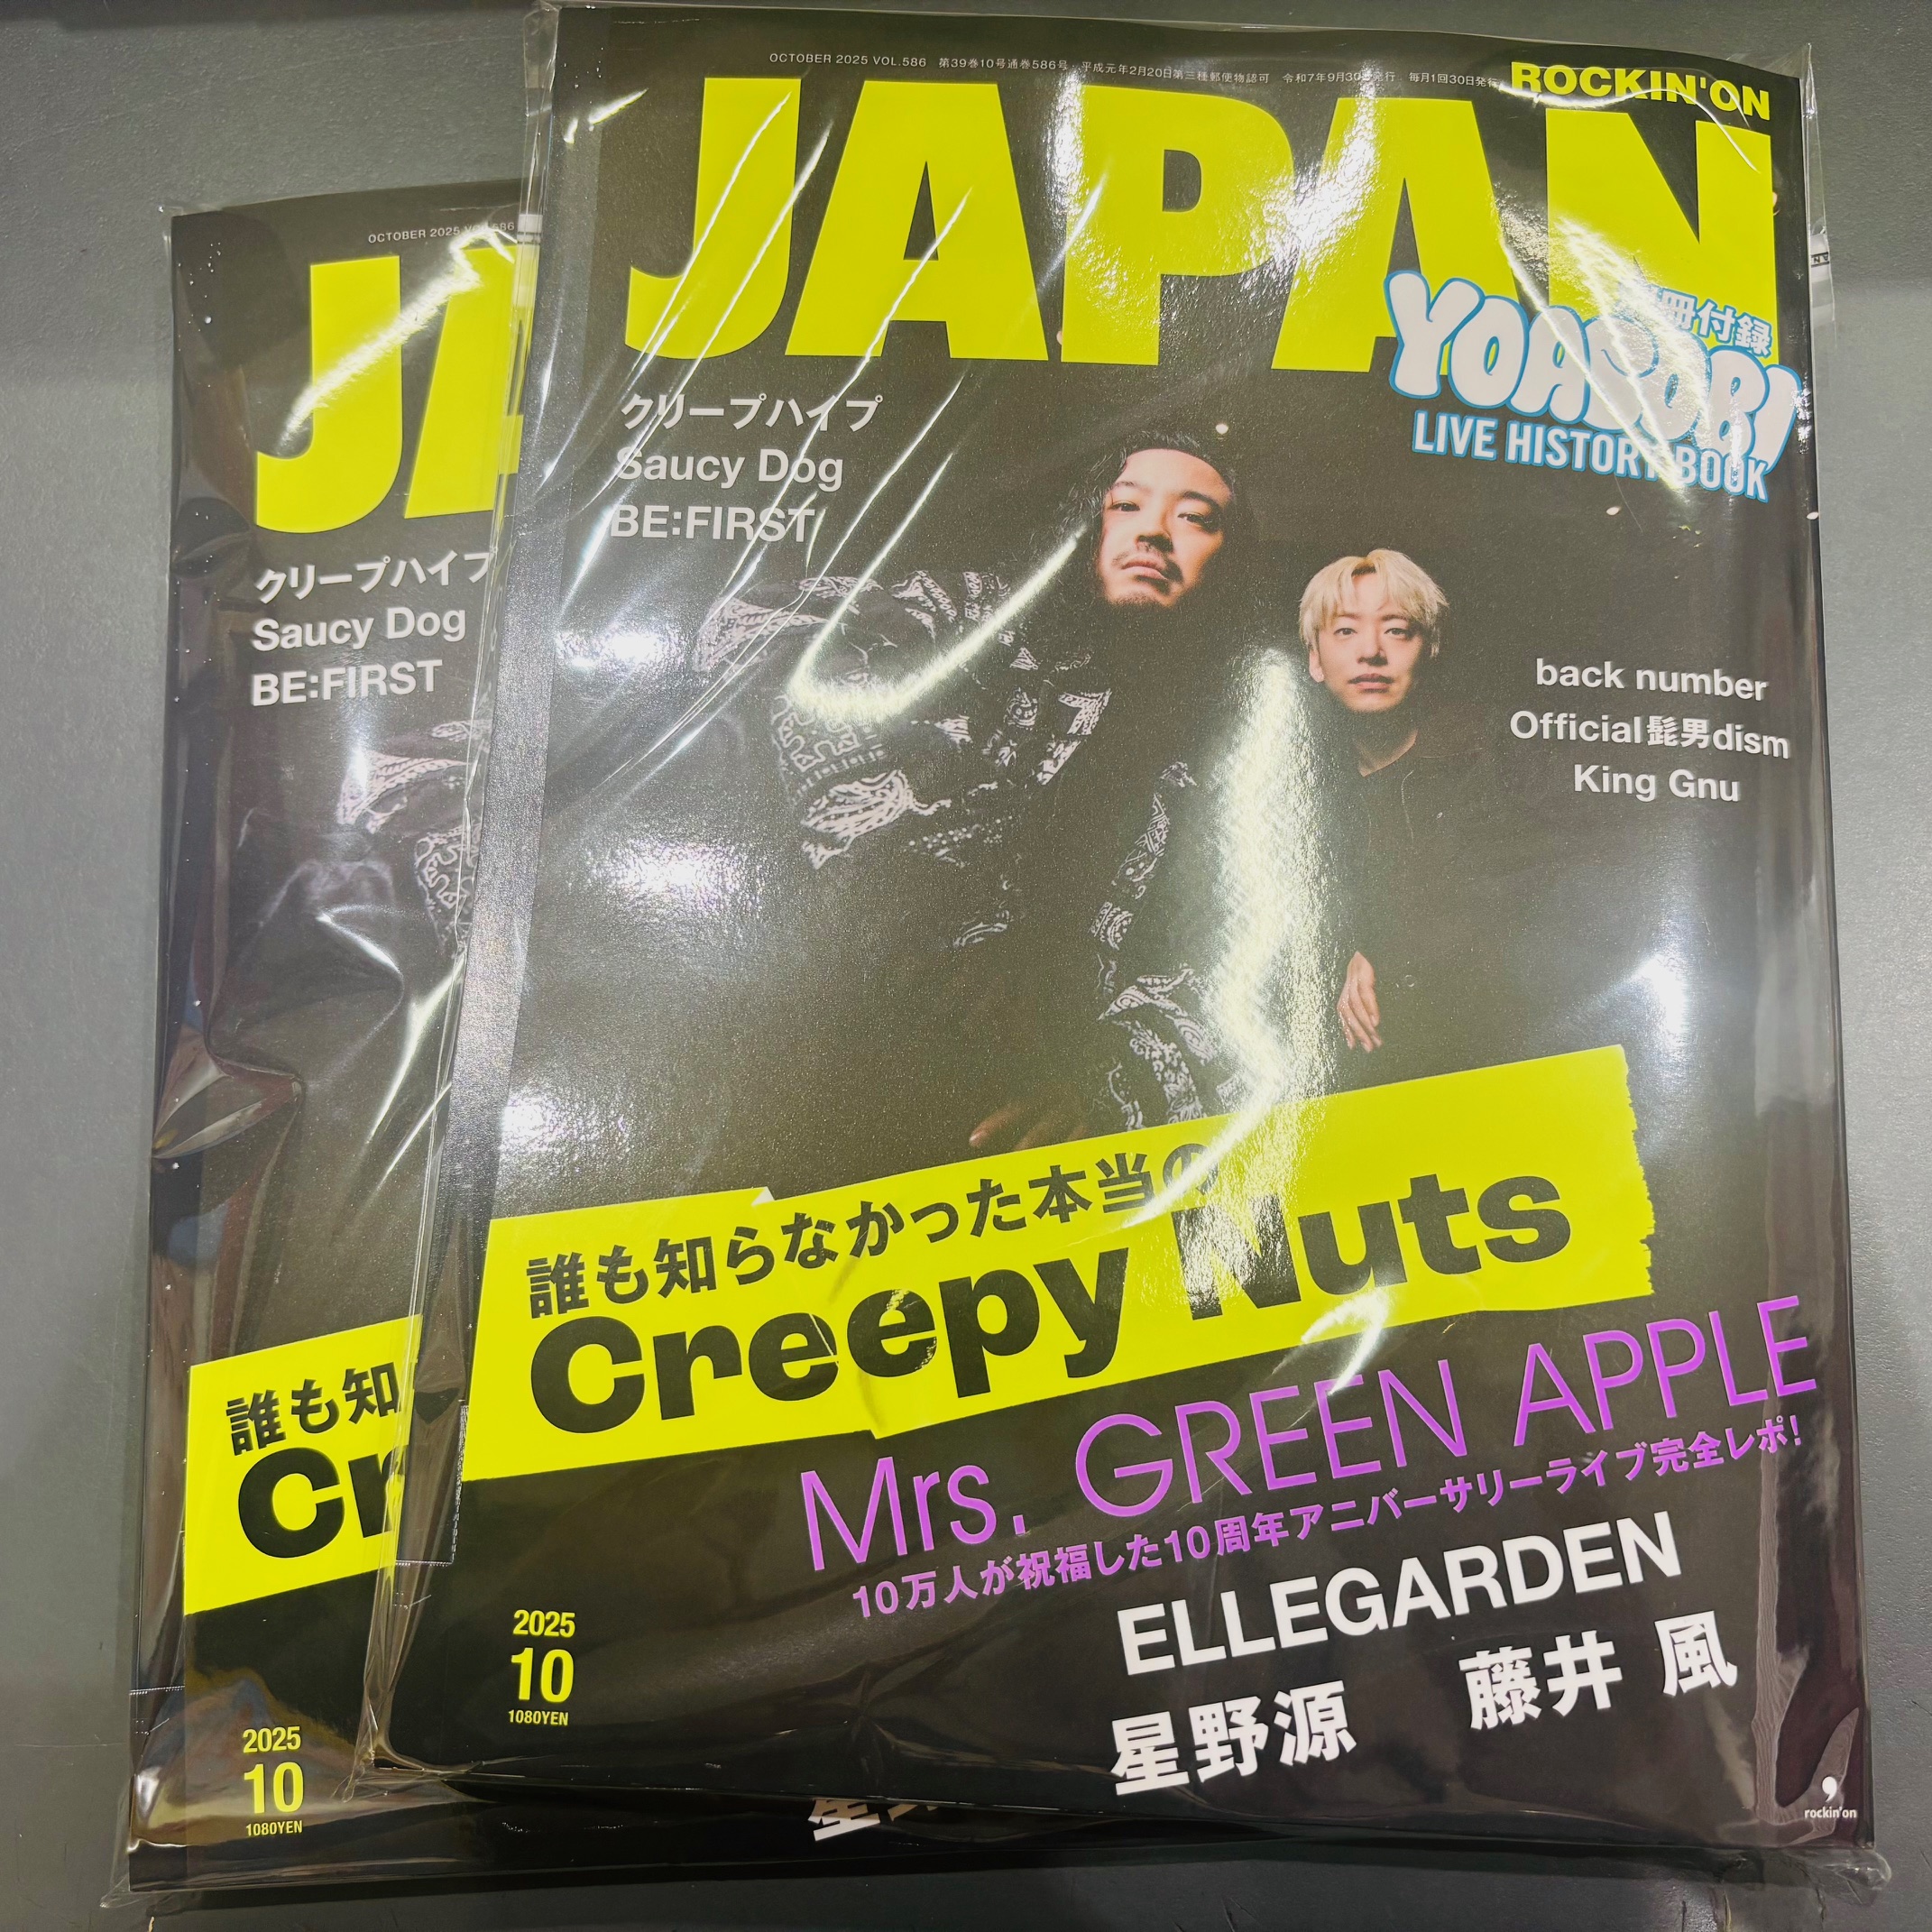 OCTOBER 2025 VOL.586 第39巻10号通巻586号 平成元年2月20日第三種郵便物認可 令和7年9月30日発行 毎月1回30日発行
ROCKIN'ON
JAPAN
別冊付録
YOASOBI
LIVE HISTORY BOOK
クリープハイプ
Saucy Dog
BE:FIRST
back number
Official髭男dism
King Gnu
誰も知らなかった本当の
Creepy Nuts
Mrs. GREEN APPLE
10万人が祝福した10周年アニバーサリーライブ完全レポ!
ELLEGARDEN
星野源 藤井 風
2025
10
1080YEN
rockin'on
OCTOBER 2025 VOL.586
JA
クリープハイプ
Saucy Dog
BE:FIRST
誰も知
Cr
2025
10
1080YEN